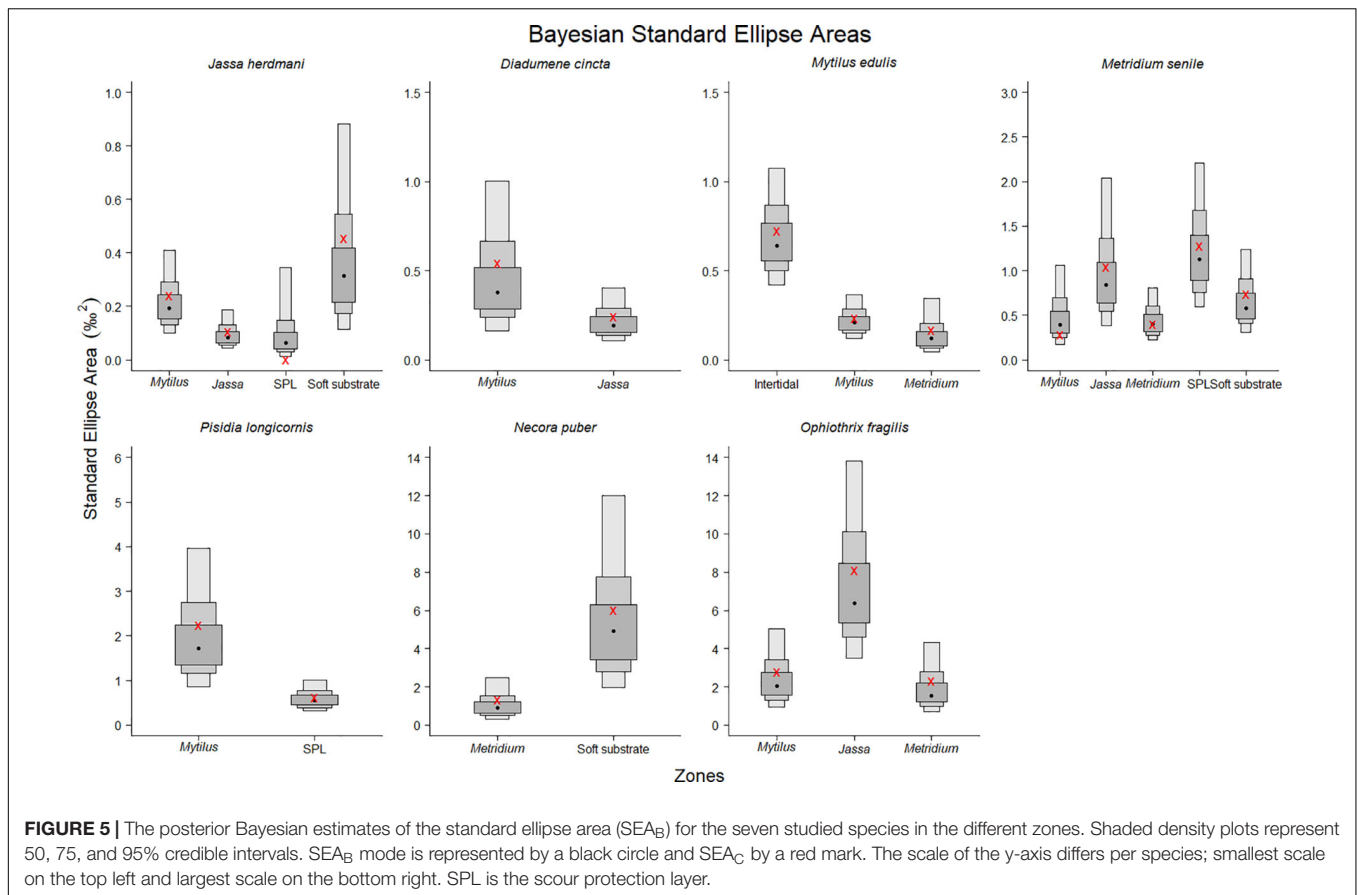 Bayesian Standard Ellipse Areas
Jassa herdmani
Diadumene cincta
Mytilus edulis
Metridium senile
1.0
0.8
0.6
0.4
0.2
0.0
Mytilus Jassa SPL Soft substrate
1.5
1.0
0.5
0.0
Mytilus Jassa
1.5
1.0
0.5
0.0
Intertidal Mytilus Metridium
3.0
2.5
2.0
1.5
1.0
0.5
0.0
Mytilus Jassa Metridium SPL Soft substrate
Standard Ellipse Area (‰²)
Pisidia longicornis
Necora puber
Ophiothrix fragilis
6
5
4
3
2
1
0
Mytilus SPL
14
12
10
8
6
4
2
0
Metridium Soft substrate
14
12
10
8
6
4
2
0
Mytilus Jassa Metridium
Zones
FIGURE 5 | The posterior Bayesian estimates of the standard ellipse area (SEA_B) for the seven studied species in the different zones. Shaded density plots represent
50, 75, and 95% credible intervals. SEA_B mode is represented by a black circle and SEA_C by a red mark. The scale of the y-axis differs per species; smallest scale
on the top left and largest scale on the bottom right. SPL is the scour protection layer.